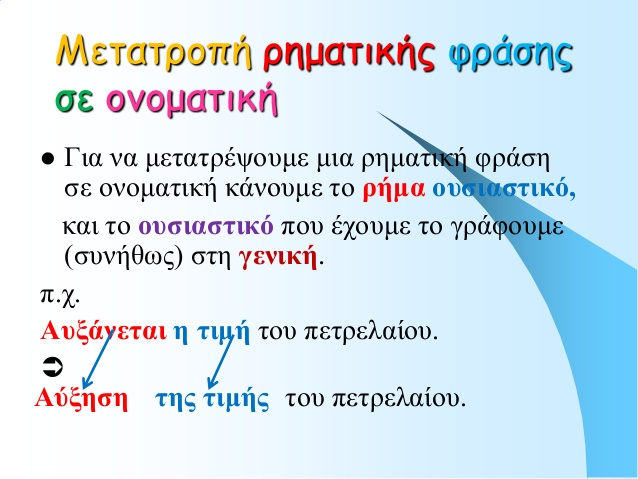 Μετατροπή ρηματικής φράσης
σε ονοματική
● Για να μετατρέψουμε μια ρηματική φράση
σε ονοματική κάνουμε το ρήμα ουσιαστικό,
και το ουσιαστικό που έχουμε το γράφουμε
(συνήθως) στη γενική.
π.χ.
Αυξάνεται η τιμή του πετρελαίου.
➲
Αύξηση της τιμής του πετρελαίου.